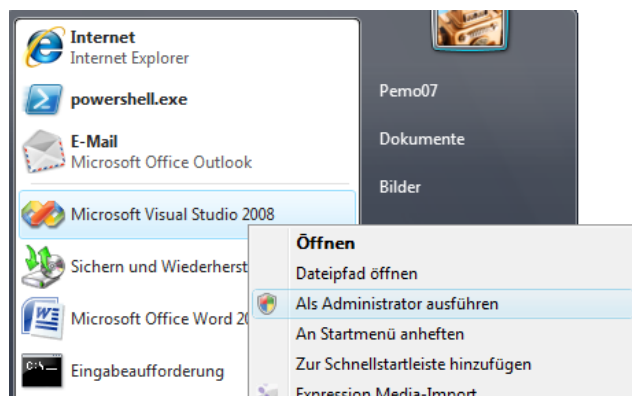 Internet
Internet Explorer
powershell.exe
E-Mail
Microsoft Office Outlook
Microsoft Visual Studio 2008
Sichern und Wiederherst
Microsoft Office Word 20
Eingabeaufforderung
Pemo07
Dokumente
Bilder
Öffnen
Dateipfad öffnen
Als Administrator ausführen
An Startmenü anheften
Zur Schnellstartleiste hinzufügen
Expression Media-Import